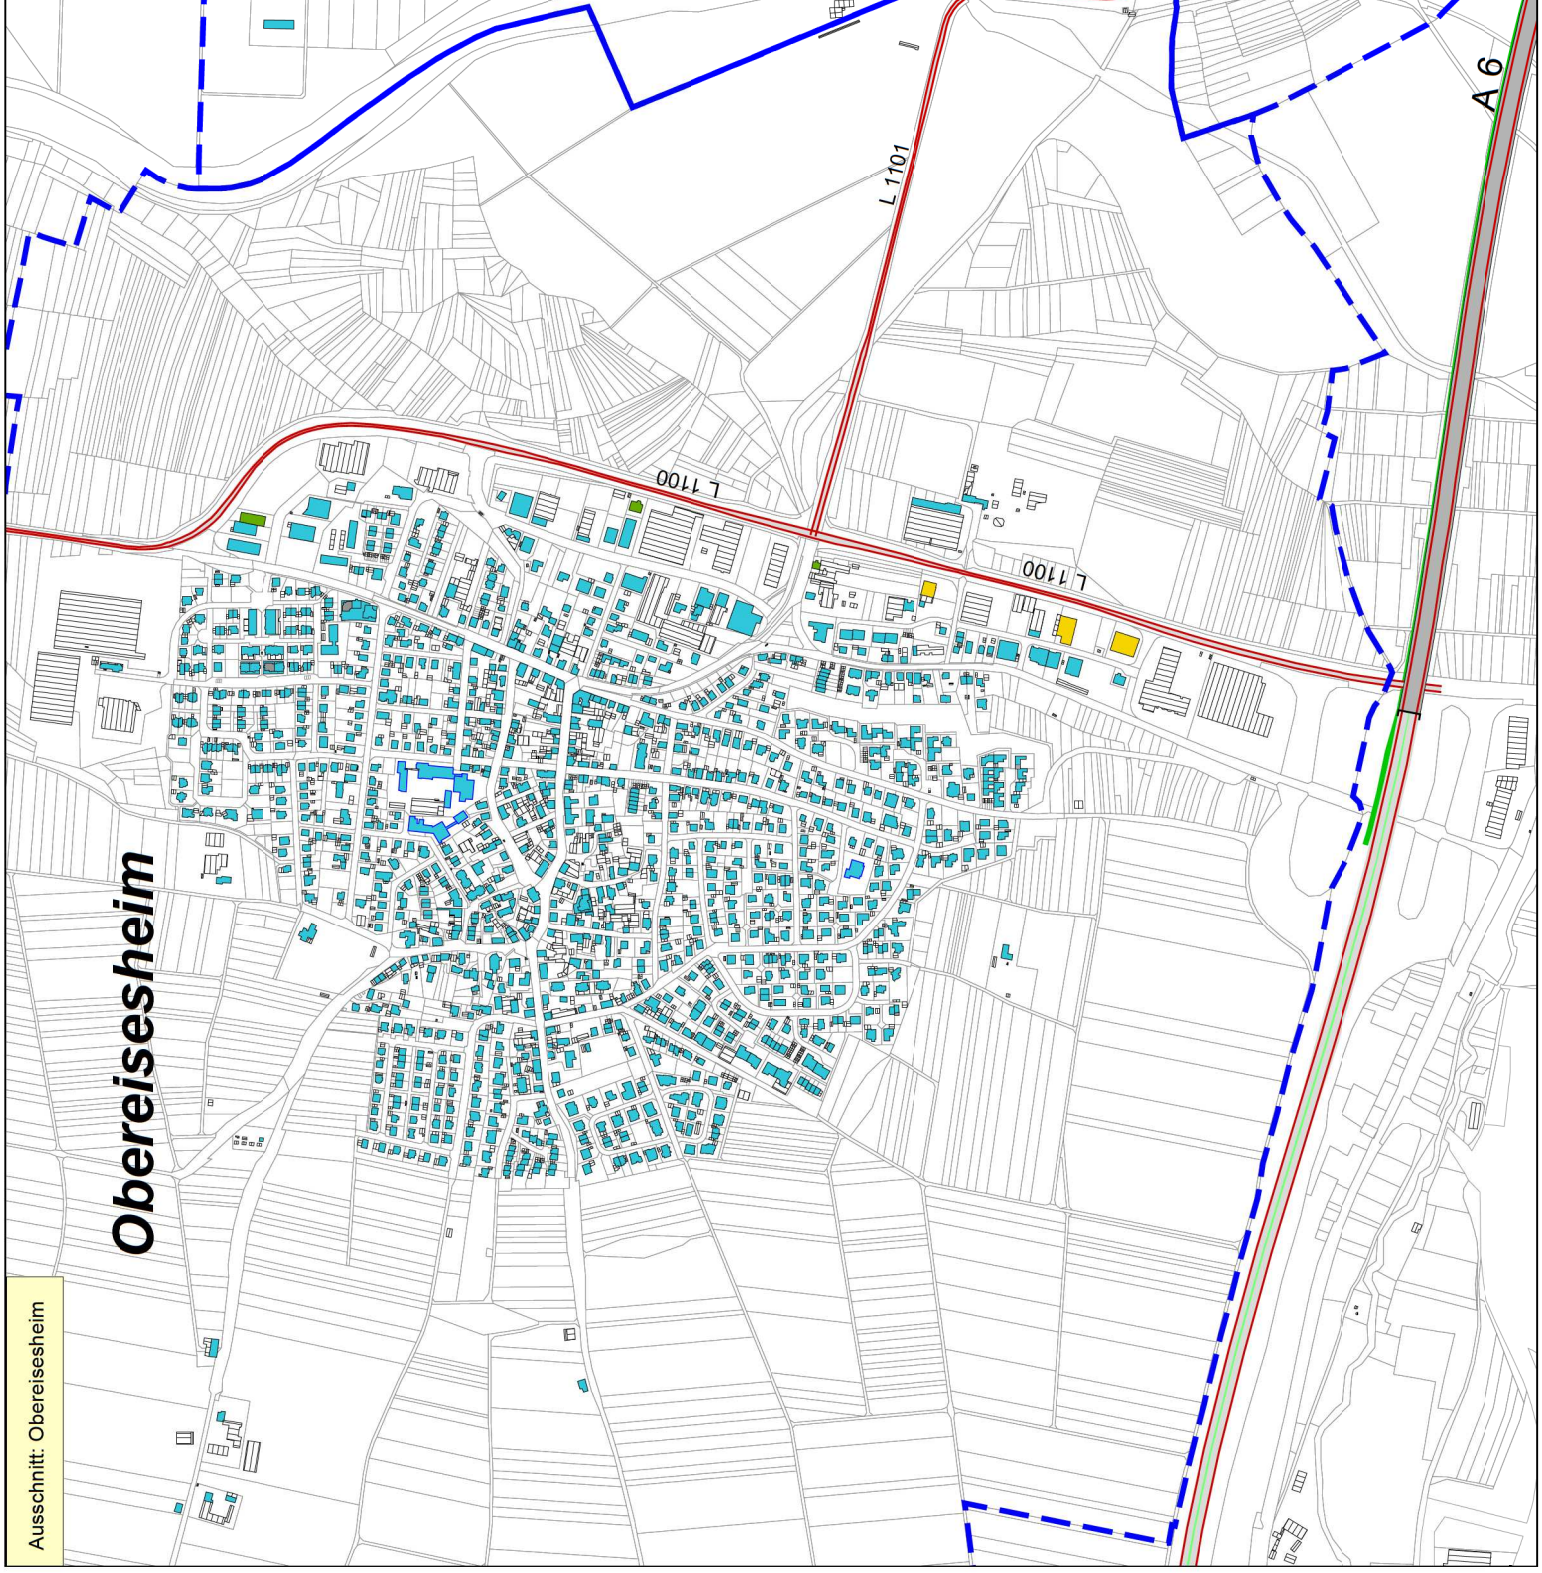 Ausschnitt: Obereisesheim
Obereisesheim
L 1100
L 1101
L 1100
A 6